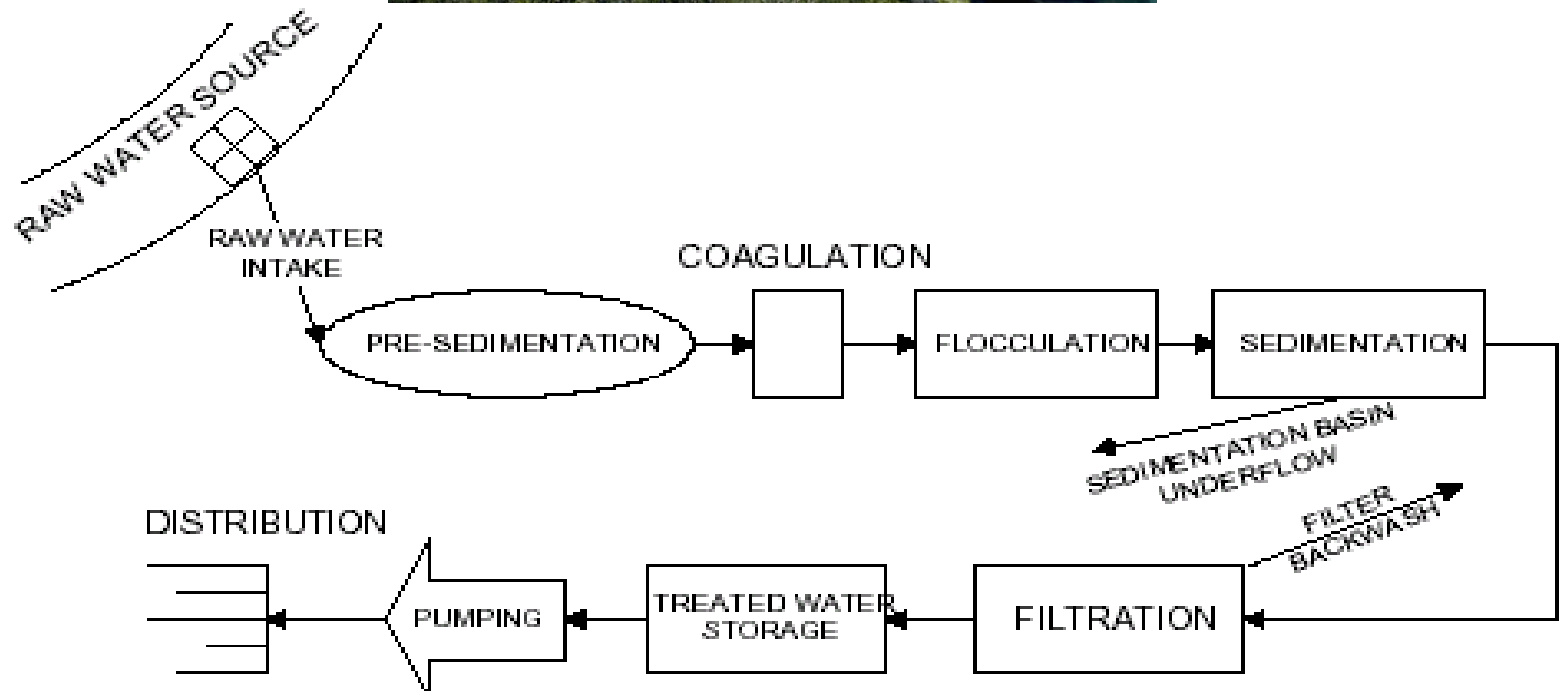 RAW WATER SOURCE
RAW WATER
INTAKE
COAGULATION
PRE-SEDIMENTATION
FLOCCULATION
SEDIMENTATION
SEDIMENTATION BASIN
UNDERFLOW
FILTER
BACKWASH
DISTRIBUTION
PUMPING
TREATED WATER
STORAGE
FILTRATION